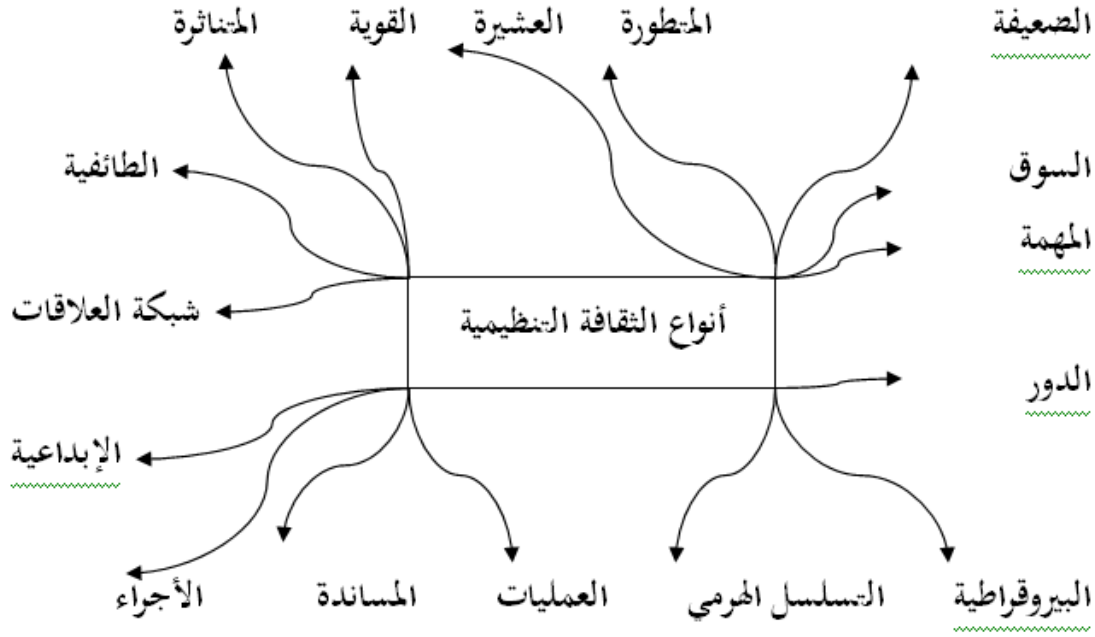 الضعيفة المتطورة العشيرة القوية المتناثرة
السوق الطائفية
المهمة
شبكة العلاقات
أنواع الثقافة التنظيمية
الدور
الإبداعية
البيروقراطية التسلسل الهرمي العمليات المساندة الأجراء